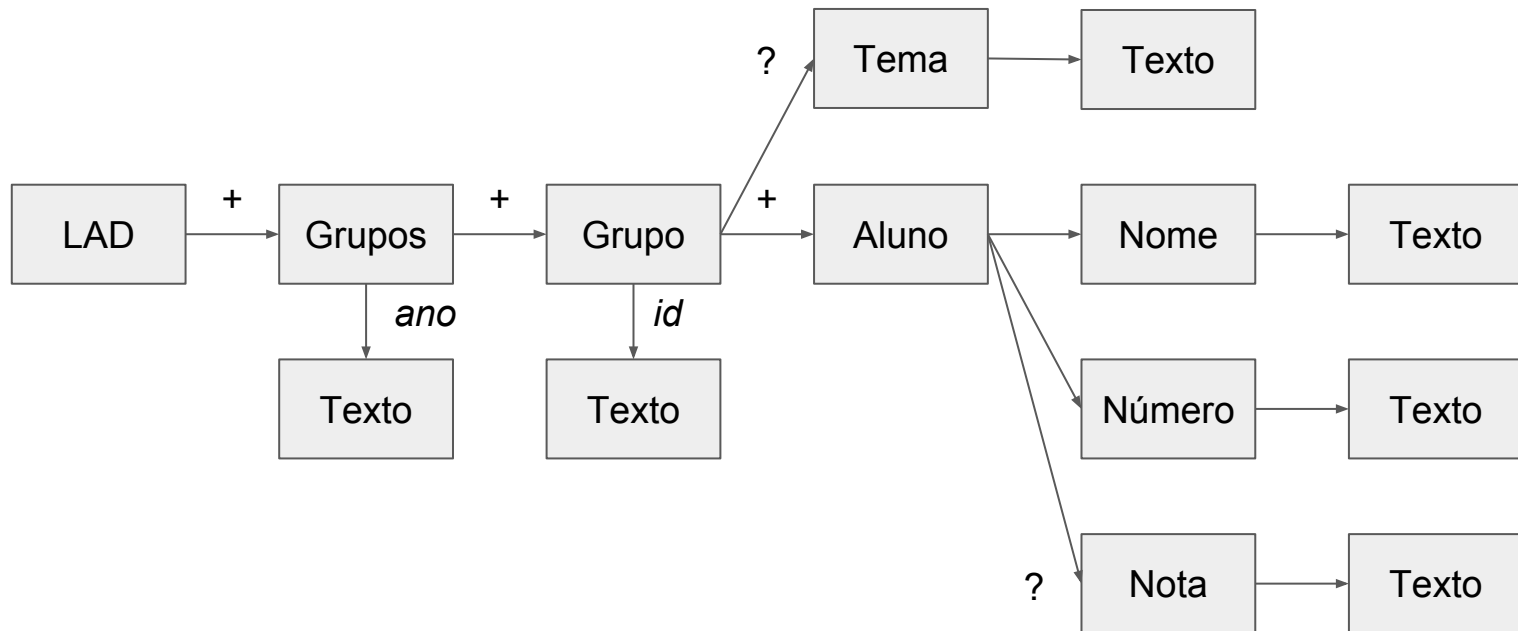 ?
Tema
Texto
LAD
+
Grupos
+
Grupo
+
Aluno
Nome
Texto
ano
id
Texto
Texto
Número
Texto
?
Nota
Texto